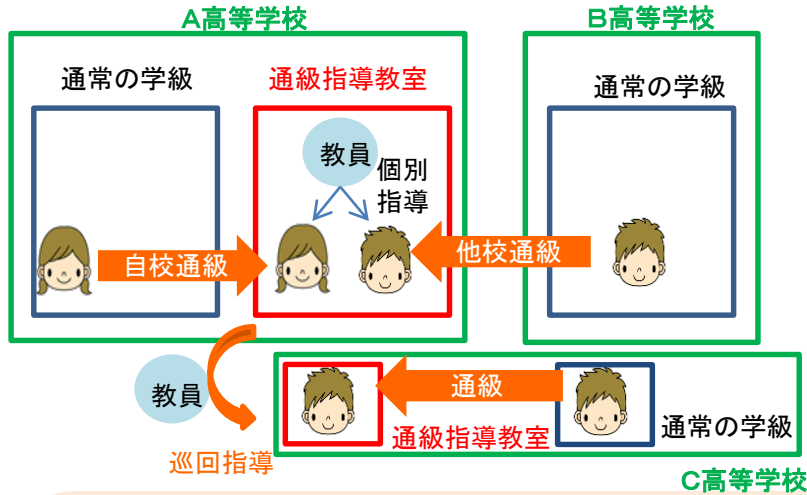 A高等学校
B高等学校
通常の学級
通級指導教室
通常の学級
教員
個別
指導
自校通級
他校通級
教員
通級
通級指導教室
通常の学級
巡回指導
C高等学校